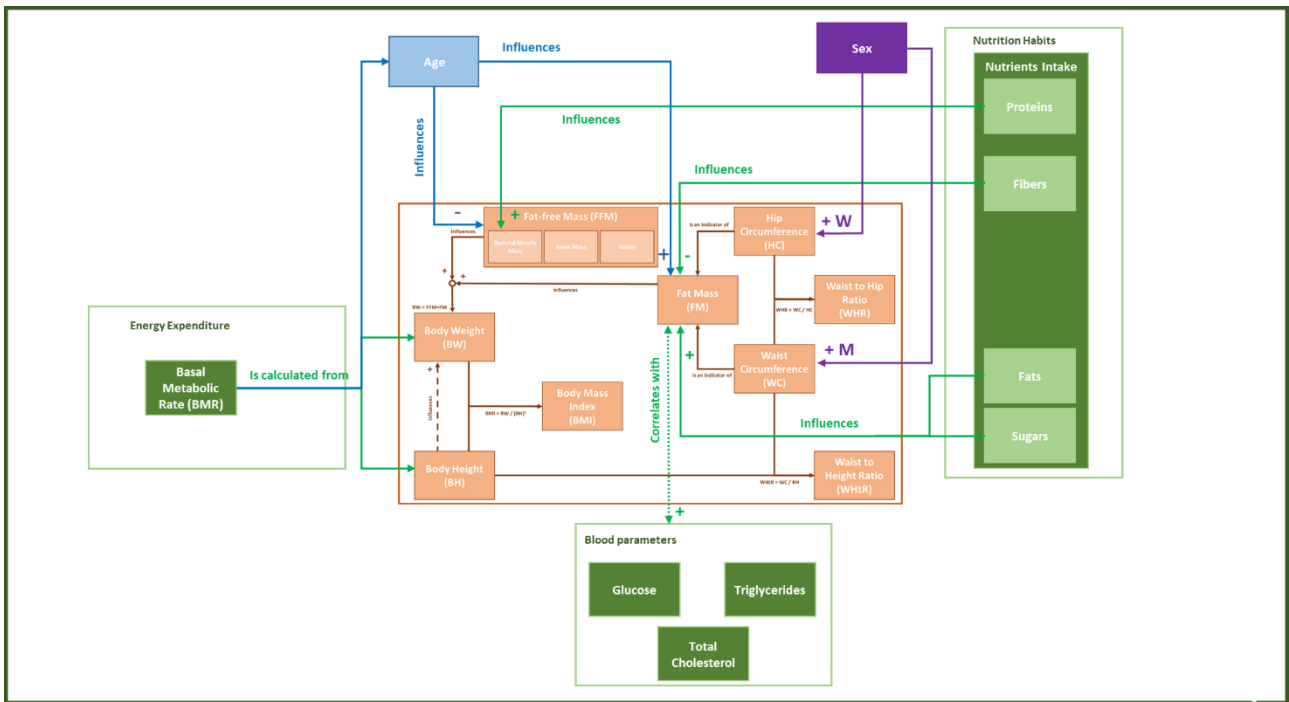 Age
Influences
Sex
Nutrition Habits
Nutrients Intake
Proteins
Influences
Influences
Influences
Fibers
-
+
Fat-free Mass (FFM)
Skeletal Muscle
Mass
Bone Mass
Water
Influences
Is an Indicator of
Hip
Circumference
(HC)
+ W
+
-
+
+
Influences
Fat Mass
(FM)
Waist to Hip
Ratio
(WHR)
WHR = WC / HC
BW = FFM+FM
Energy Expenditure
Body Weight
(BW)
+
+
Is an Indicator of
Waist
Circumference
(WC)
+ M
Basal
Metabolic
Rate (BMR)
Is calculated from
Influences
Body Mass
Index
(BMI)
BMI = BW / (BH)²
Correlates with
Fats
Influences
Sugars
Body Height
(BH)
Waist to
Height Ratio
(WHtR)
WHtR = WC / BH
+
Blood parameters
Glucose
Triglycerides
Total
Cholesterol